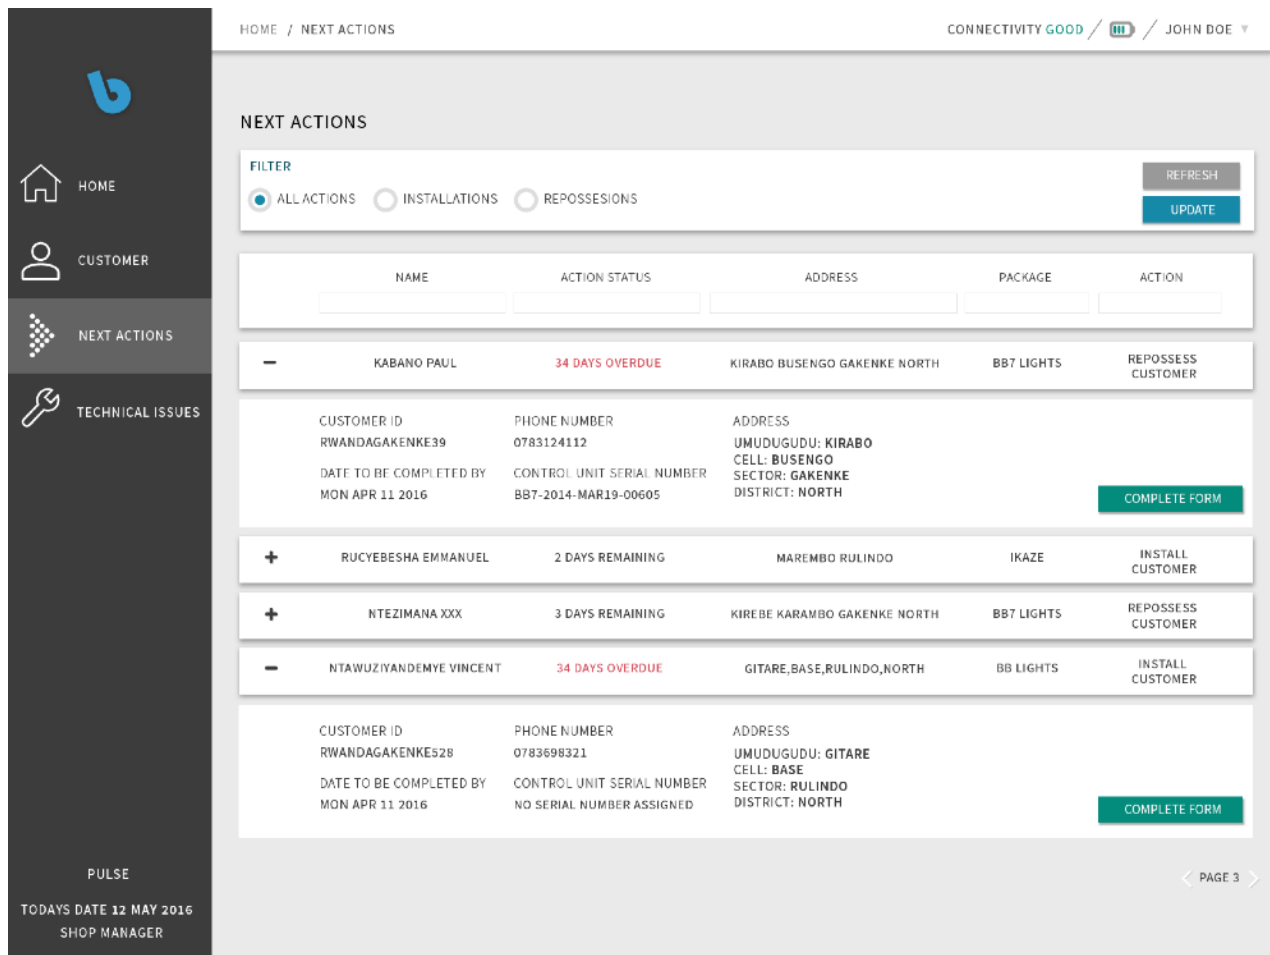 HOME / NEXT ACTIONS
CONNECTIVITY GOOD / / JOHN DOE
b
HOME
CUSTOMER
NEXT ACTIONS
TECHNICAL ISSUES
PULSE
TODAYS DATE 12 MAY 2016
SHOP MANAGER
NEXT ACTIONS
FILTER
ALL ACTIONS INSTALLATIONS REPOSSESIONS
REFRESH
UPDATE
NAME ACTION STATUS ADDRESS PACKAGE ACTION
KABANO PAUL 34 DAYS OVERDUE KIRABO BUSENGO GAKENKE NORTH BB7 LIGHTS REPOSSESS
CUSTOMER
CUSTOMER ID PHONE NUMBER ADDRESS
RWANDAGAKENKE39 0783124112 UMUDUGUDU: KIRABO
CELL: BUSENGO
DATE TO BE COMPLETED BY CONTROL UNIT SERIAL NUMBER SECTOR: GAKENKE
MON APR 11 2016 BB7-2014-MAR19-00605 DISTRICT: NORTH
COMPLETE FORM
RUCYEBESHA EMMANUEL 2 DAYS REMAINING MAREMBO RULINDO IKAZE INSTALL
CUSTOMER
NTEZIMANA XXX 3 DAYS REMAINING KIREBE KARAMBO GAKENKE NORTH BB7 LIGHTS REPOSSESS
CUSTOMER
NTAWUZIYANDEMYE VINCENT 34 DAYS OVERDUE GITARE,BASE,RULINDO,NORTH BB LIGHTS INSTALL
CUSTOMER
CUSTOMER ID PHONE NUMBER ADDRESS
RWANDAGAKENKE528 0783698321 UMUDUGUDU: GITARE
CELL: BASE
DATE TO BE COMPLETED BY CONTROL UNIT SERIAL NUMBER SECTOR: RULINDO
MON APR 11 2016 NO SERIAL NUMBER ASSIGNED DISTRICT: NORTH
COMPLETE FORM
PAGE 3